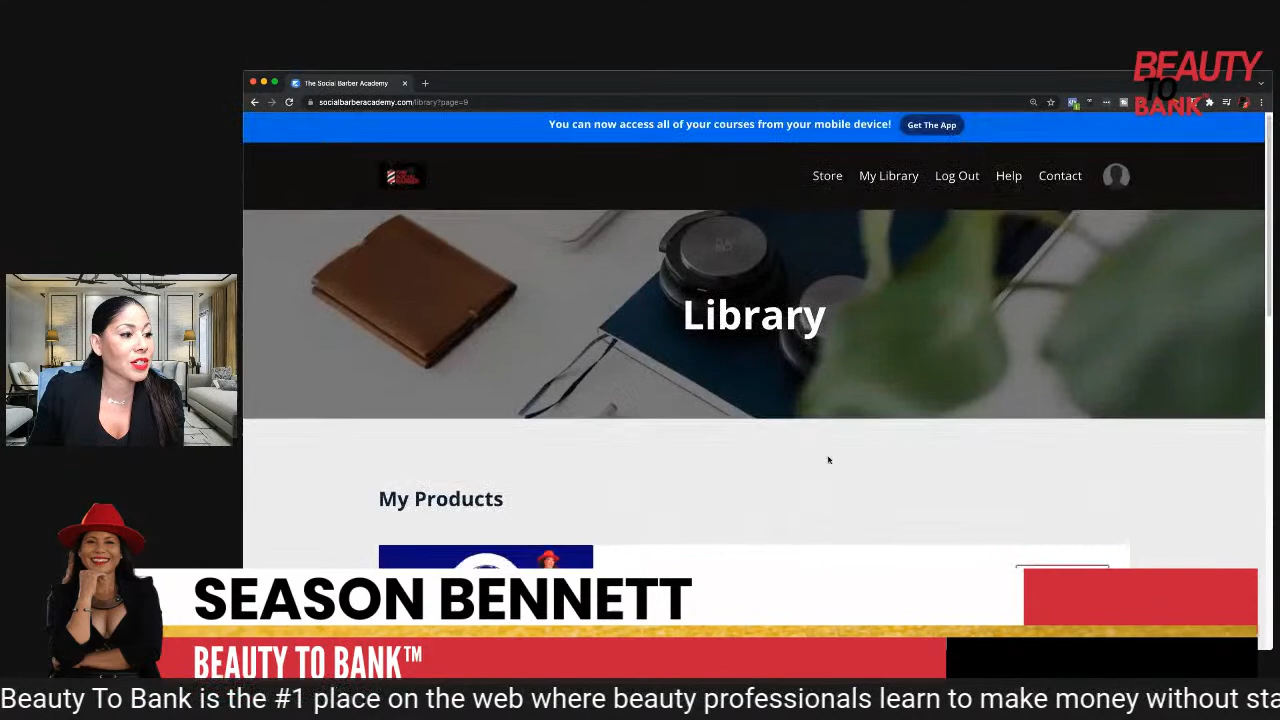 BEAUTY
TO
BANK™
The Social Barber Academy
socialbarberacademy.com/library?page=9
You can now access all of your courses from your mobile device!
Get The App
Store
My Library
Log Out
Help
Contact
Library
My Products
SEASON BENNETT
BEAUTY TO BANK™
Beauty To Bank is the #1 place on the web where beauty professionals learn to make money without sta